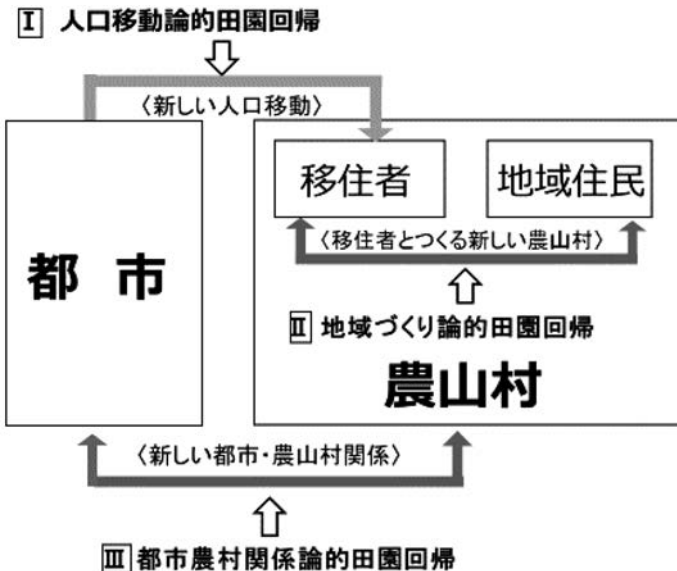 Ⅰ 人口移動論的田園回帰
〈新しい人口移動〉
移住者
地域住民
〈移住者とつくる新しい農山村〉
都 市
Ⅱ 地域づくり論的田園回帰
農山村
〈新しい都市・農山村関係〉
Ⅲ 都市農村関係論的田園回帰